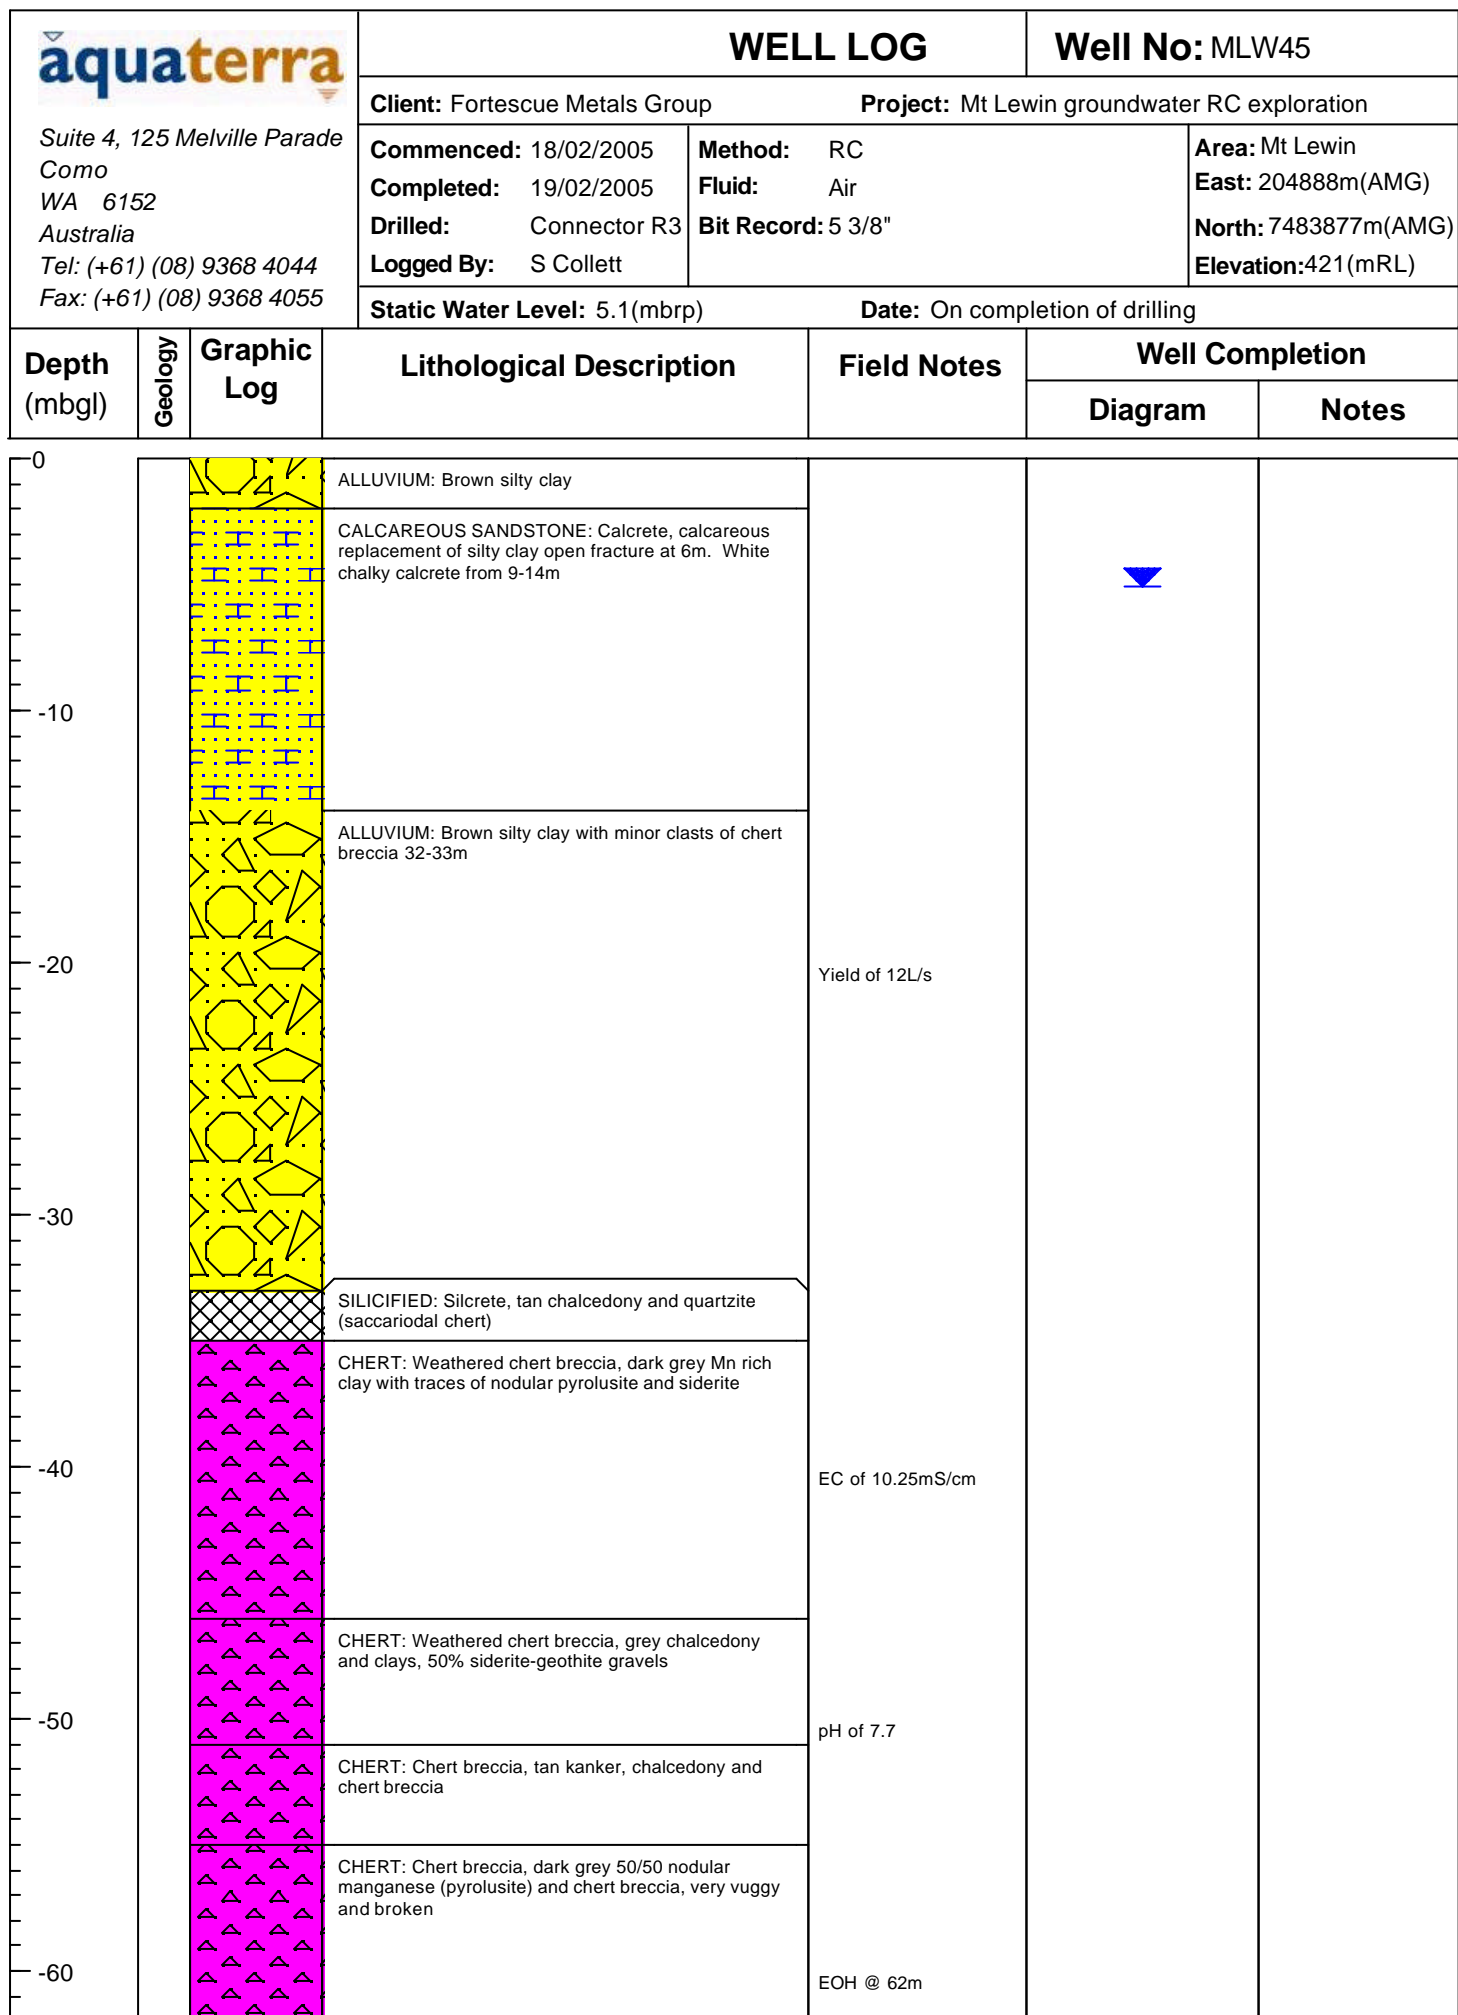 aquaterra
Suite 4, 125 Melville Parade
Como
WA 6152
Australia
Tel: (+61) (08) 9368 4044
Fax: (+61) (08) 9368 4055
WELL LOG
Well No: MLW45
Client: Fortescue Metals Group
Project: Mt Lewin groundwater RC exploration
Commenced: 18/02/2005
Completed: 19/02/2005
Drilled: Connector R3
Logged By: S Collett
Method: RC
Fluid: Air
Bit Record: 5 3/8"
Area: Mt Lewin
East: 204888m(AMG)
North: 7483877m(AMG)
Elevation: 421(mRL)
Static Water Level: 5.1(mbrp)
Date: On completion of drilling
Depth
(mbgl)
Geology
Graphic
Log
Lithological Description
Field Notes
Well Completion
Diagram
Notes
0
ALLUVIUM: Brown silty clay
CALCAREOUS SANDSTONE: Calcrete, calcareous
replacement of silty clay open fracture at 6m. White
chalky calcrete from 9-14m
-10
ALLUVIUM: Brown silty clay with minor clasts of chert
breccia 32-33m
-20
Yield of 12L/s
-30
SILICIFIED: Silcrete, tan chalcedony and quartzite
(saccariodal chert)
CHERT: Weathered chert breccia, dark grey Mn rich
clay with traces of nodular pyrolusite and siderite
-40
EC of 10.25mS/cm
CHERT: Weathered chert breccia, grey chalcedony
and clays, 50% siderite-geothite gravels
-50
pH of 7.7
CHERT: Chert breccia, tan kanker, chalcedony and
chert breccia
CHERT: Chert breccia, dark grey 50/50 nodular
manganese (pyrolusite) and chert breccia, very vuggy
and broken
-60
EOH @ 62m